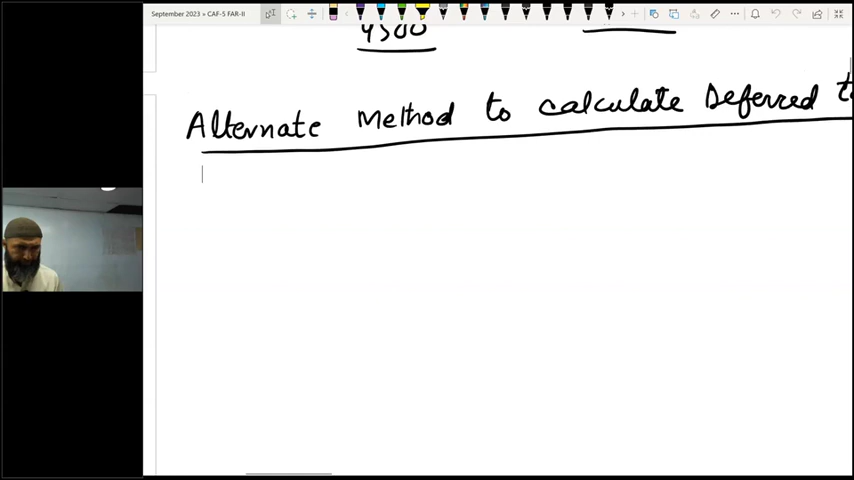 September 2023 » CAF-5 FAR-II
4500
Alternate Method to calculate Deferred